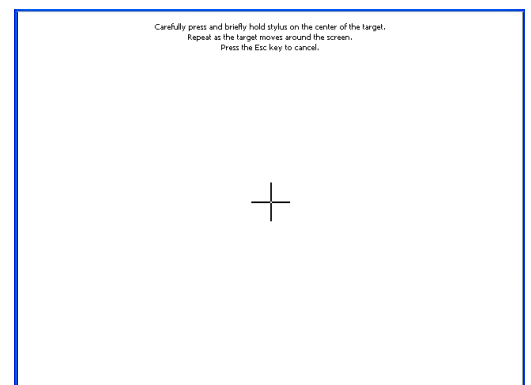 Carefully press and briefly hold stylus on the center of the target.
Repeat as the target moves around the screen.
Press the Esc key to cancel.